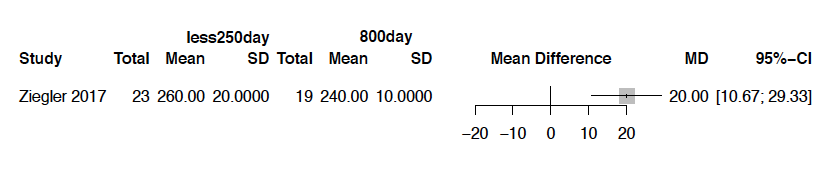 less250day 800day
Study Total Mean SD Total Mean SD Mean Difference MD 95%−CI
Ziegler 2017 23 260.00 20.0000 19 240.00 10.0000 20.00 [10.67; 29.33]
−20 −10 0 10 20